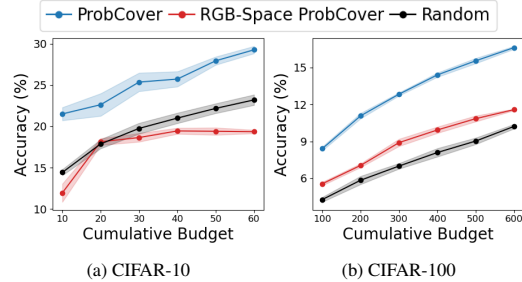 ProbCover RGB-Space ProbCover Random
30
25
20
15
10
Accuracy (%)
10 20 30 40 50 60
Cumulative Budget
(a) CIFAR-10
15
12
9
6
Accuracy (%)
100 200 300 400 500 600
Cumulative Budget
(b) CIFAR-100